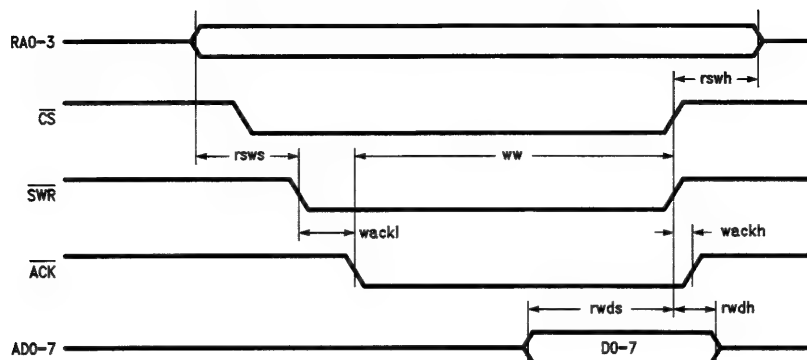 RA0-3
rswh
CS
rsws
ww
SWR
wackl
wackh
ACK
rwds
rwdh
AD0-7
D0-7